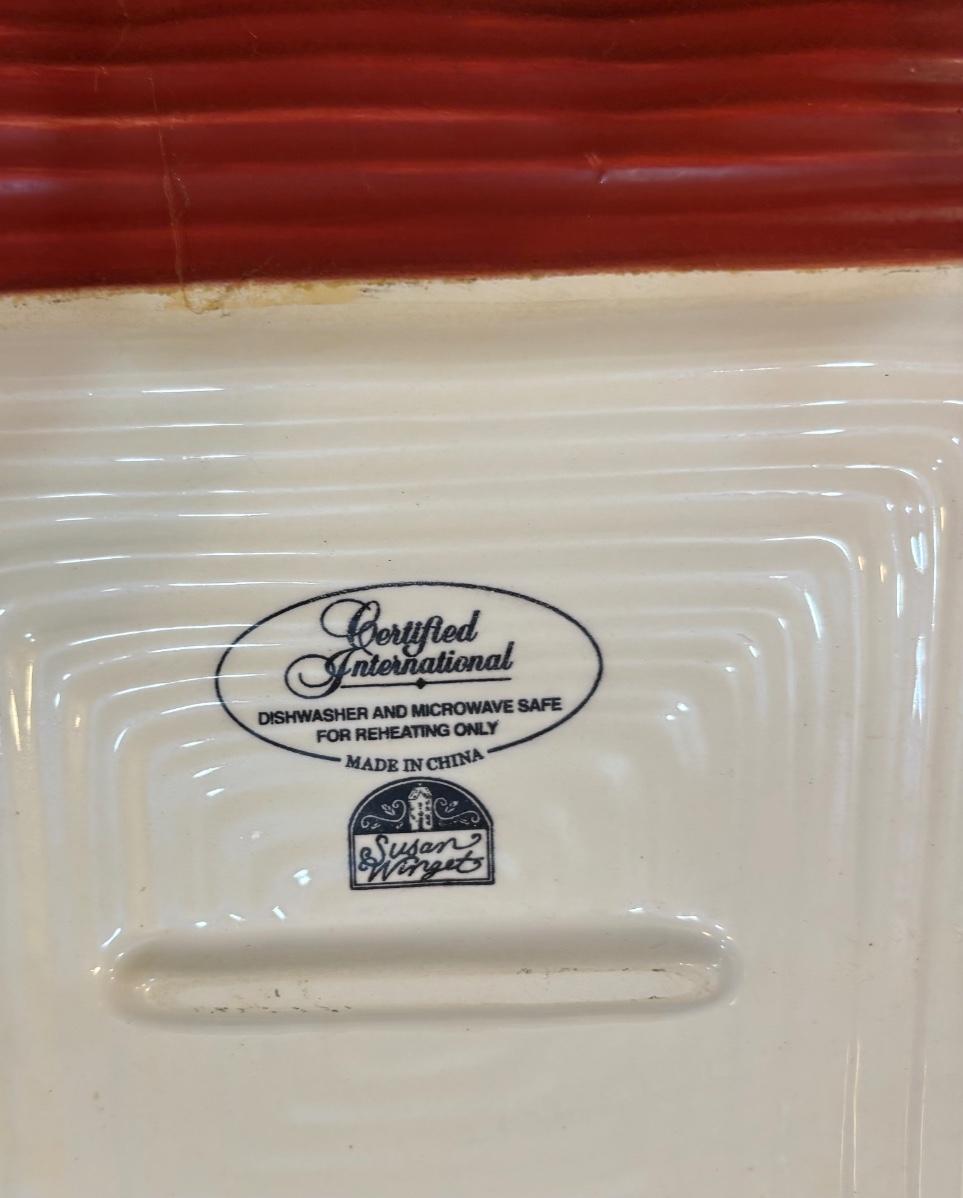 Certified
International
DISHWASHER AND MICROWAVE SAFE
FOR REHEATING ONLY
MADE IN CHINA
Susan
Winget